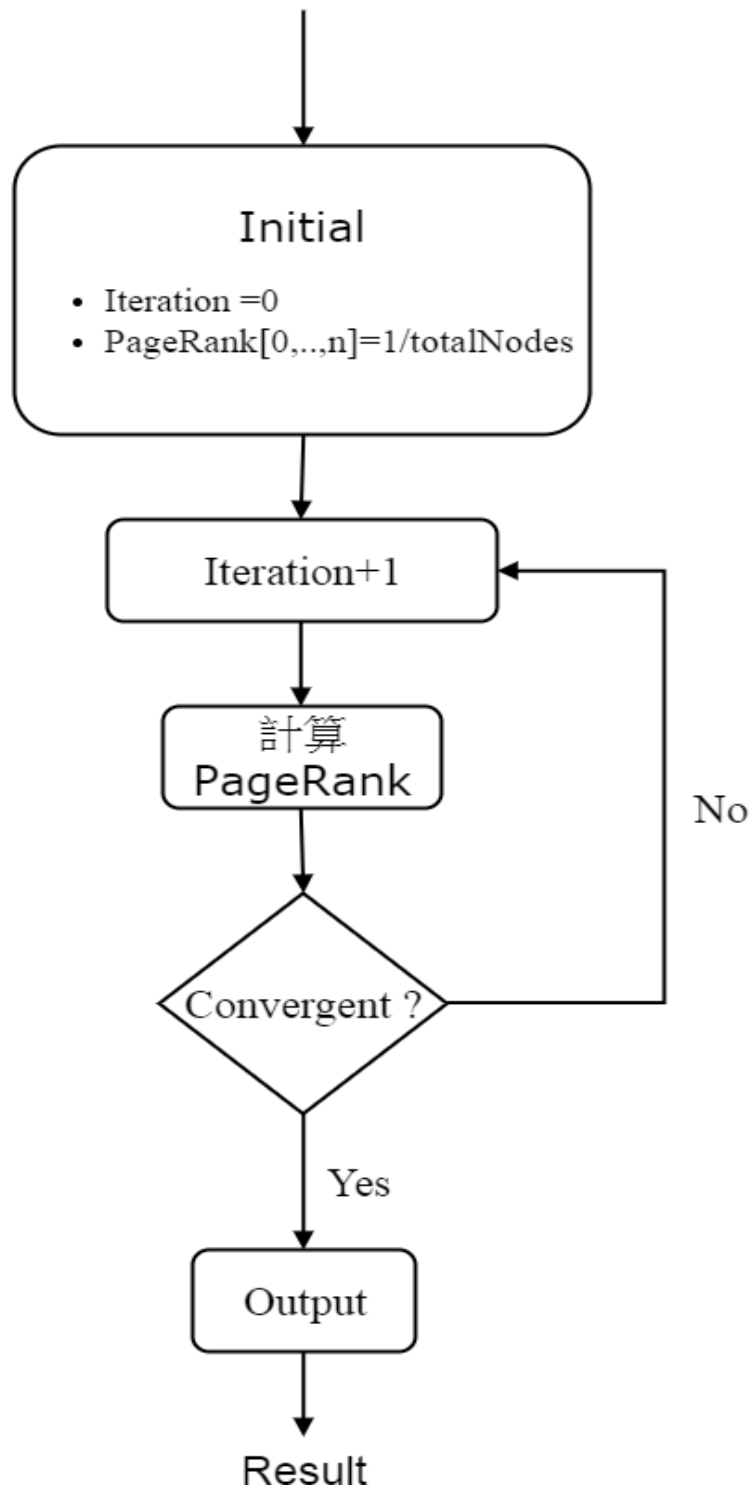 Initial
• Iteration =0
• PageRank[0,..,n]=1/totalNodes
Iteration+1
計算
PageRank
No
Convergent ?
Yes
Output
Result